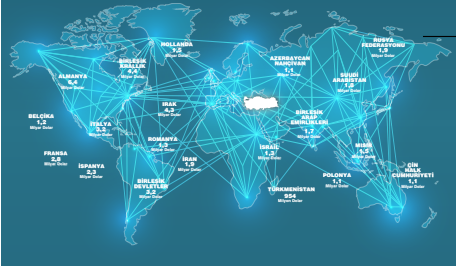 HOLLANDA
1,5
Milyar Dolar
RUSYA
FEDERASYONU
1,9
Milyar Dolar
BİRLEŞİK
KRALLIK
4,4
Milyar Dolar
AZERBAYCAN
NAHÇIVAN
1,1
Milyar Dolar
ALMANYA
6,4
Milyar Dolar
SUUDİ
ARABİSTAN
1,5
Milyar Dolar
IRAK
4,3
Milyar Dolar
BELÇİKA
1,2
Milyar Dolar
İTALYA
3,2
Milyar Dolar
BİRLEŞİK
ARAP
EMİRLİKLERİ
1,7
Milyar Dolar
ROMANYA
1,3
Milyar Dolar
İSRAİL
1,3
Milyar Dolar
MISIR
1,5
Milyar Dolar
FRANSA
2,8
Milyar Dolar
İSPANYA
2,3
Milyar Dolar
İRAN
1,9
Milyar Dolar
BİRLEŞİK
DEVLETLER
3,2
Milyar Dolar
TÜRKMENİSTAN
954
Milyar Dolar
POLONYA
1,1
Milyar Dolar
ÇİN
HALK
CUMHURİYETİ
1,1
Milyar Dolar